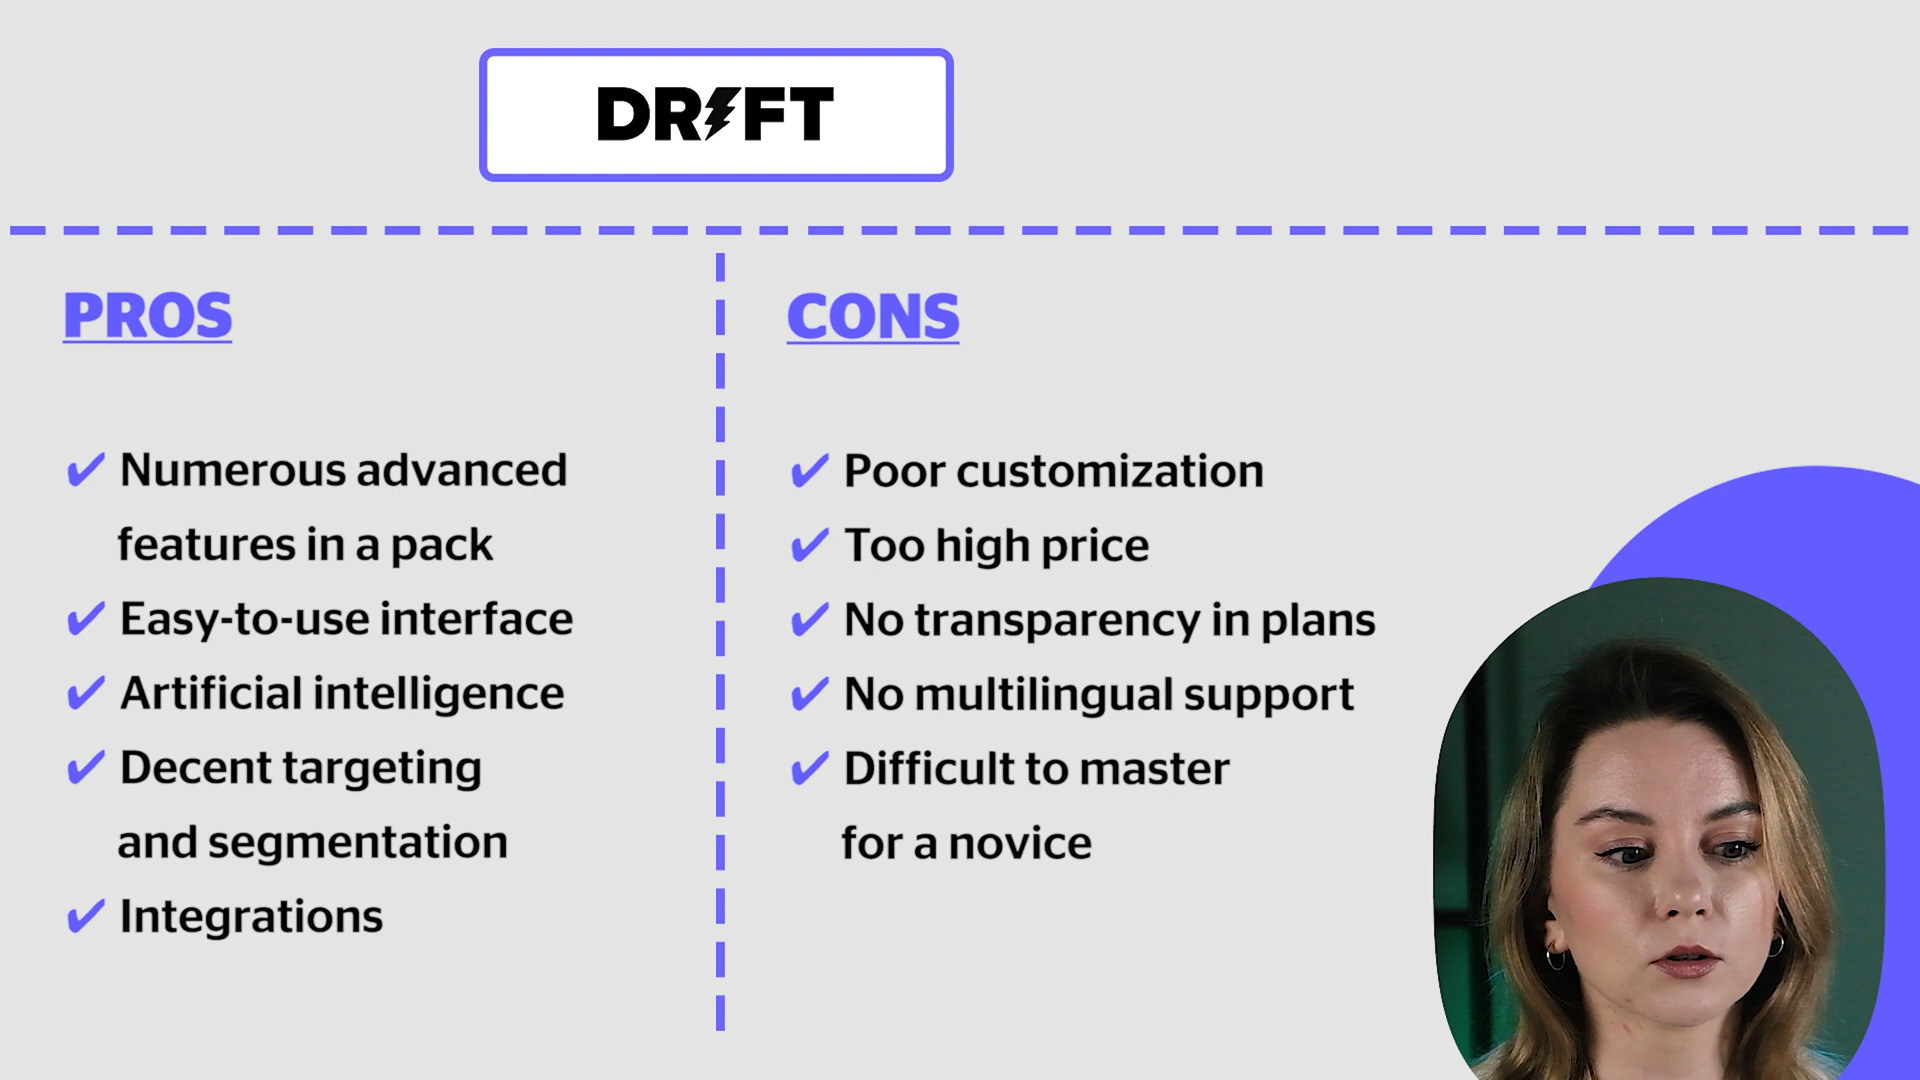 DRIFT
PROS
Numerous advanced
features in a pack
Easy-to-use interface
Artificial intelligence
Decent targeting
and segmentation
Integrations
CONS
Poor customization
Too high price
No transparency in plans
No multilingual support
Difficult to master
for a novice